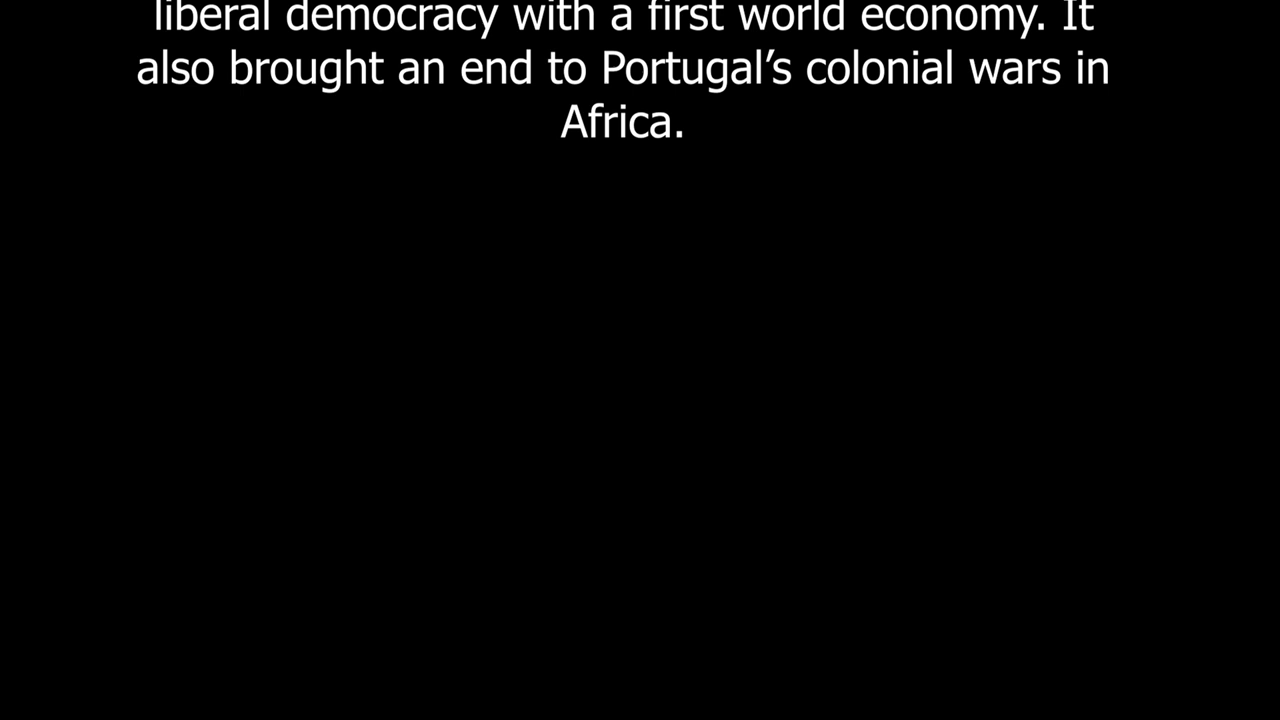 liberal democracy with a first world economy. It
also brought an end to Portugal’s colonial wars in
Africa.